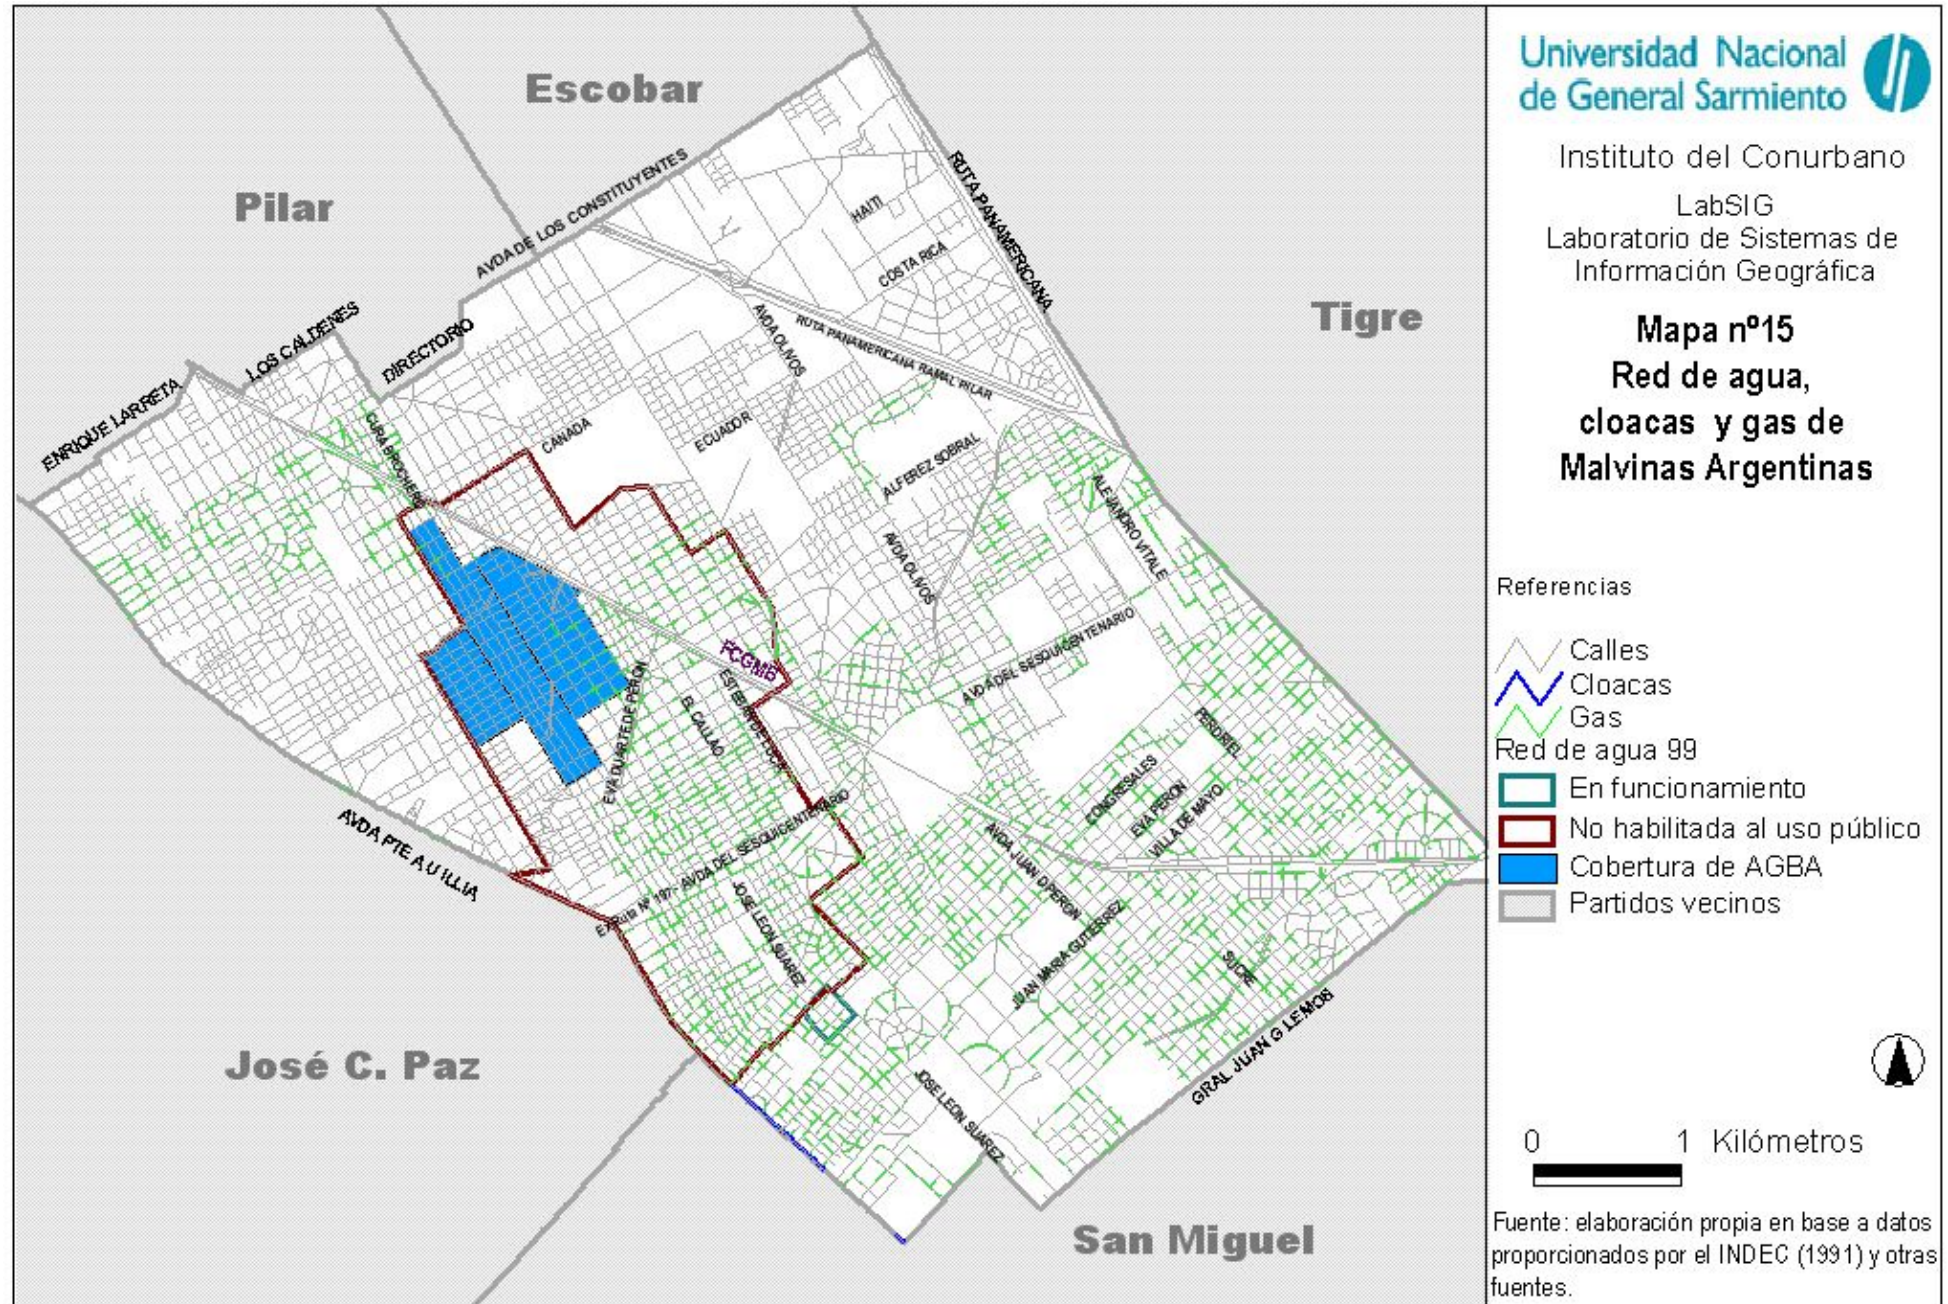 Universidad Nacional
de General Sarmiento
Instituto del Conurbano
LabSIG
Laboratorio de Sistemas de
Información Geográfica
Mapa nº15
Red de agua,
cloacas y gas de
Malvinas Argentinas
Referencias
Calles
Cloacas
Gas
Red de agua 99
En funcionamiento
No habilitada al uso público
Cobertura de AGBA
Partidos vecinos
0 1 Kilómetros
Fuente: elaboración propia en base a datos
proporcionados por el INDEC (1991) y otras
fuentes.
Escobar
Pilar
Tigre
José C. Paz
San Miguel
AVDA DE LOS CONSTITUYENTES
RUTA PANAMERICANA
HAITI
COSTA RICA
AVDA OLIVOS
RUTA PANAMERICANA RAMAL PILAR
LOS CALDENES
DIRECTORIO
ENRIQUE LARRETA
CURA BROCHERO
CANADA
ECUADOR
ALFEREZ SOBRAL
ALEJANDRO VITALE
AVDA OLIVOS
AVDA DEL SESQUICENTENARIO
FCGMB
ESTEBAN DE LUCA
EL CALLAO
EVA DUARTE DE PERON
PERDRIEL
CONGRESALES
EVA PERON
VILLA DE MAYO
AVDA PTE A U ILLIA
Ex Ruta Nº 197 - AVDA DEL SESQUICENTENARIO
JOSE LEON SUAREZ
AVDA JUAN D PERON
JUAN MARIA GUTIERREZ
SUCRE
GRAL JUAN G LEMOS
JOSE LEON SUAREZ